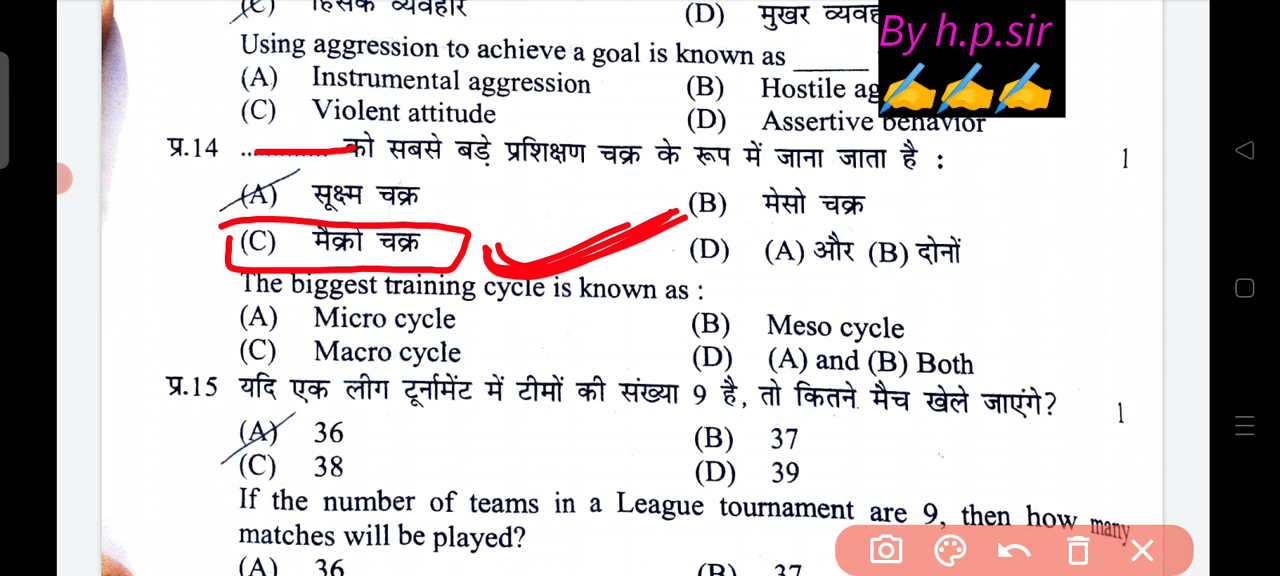 (C) हिंसक व्यवहार (D) मुखर
By h.p.sir
Using aggression to achieve a goal is known as ______
(A) Instrumental aggression (B) Hostile
(C) Violent attitude (D) Assertive behavior
प्र.14 ............ को सबसे बड़े प्रशिक्षण चक्र के रूप में जाना जाता है : 1
(A) सूक्ष्म चक्र (B) मेसो चक्र
(C) मैक्रो चक्र (D) (A) और (B) दोनों
The biggest training cycle is known as :
(A) Micro cycle (B) Meso cycle
(C) Macro cycle (D) (A) and (B) Both
प्र.15 यदि एक लीग टूर्नामेंट में टीमों की संख्या 9 है, तो कितने मैच खेले जाएंगे? 1
(A) 36 (B) 37
(C) 38 (D) 39
If the number of teams in a League tournament are 9, then how many
matches will be played?
(A) 36 (B) 37